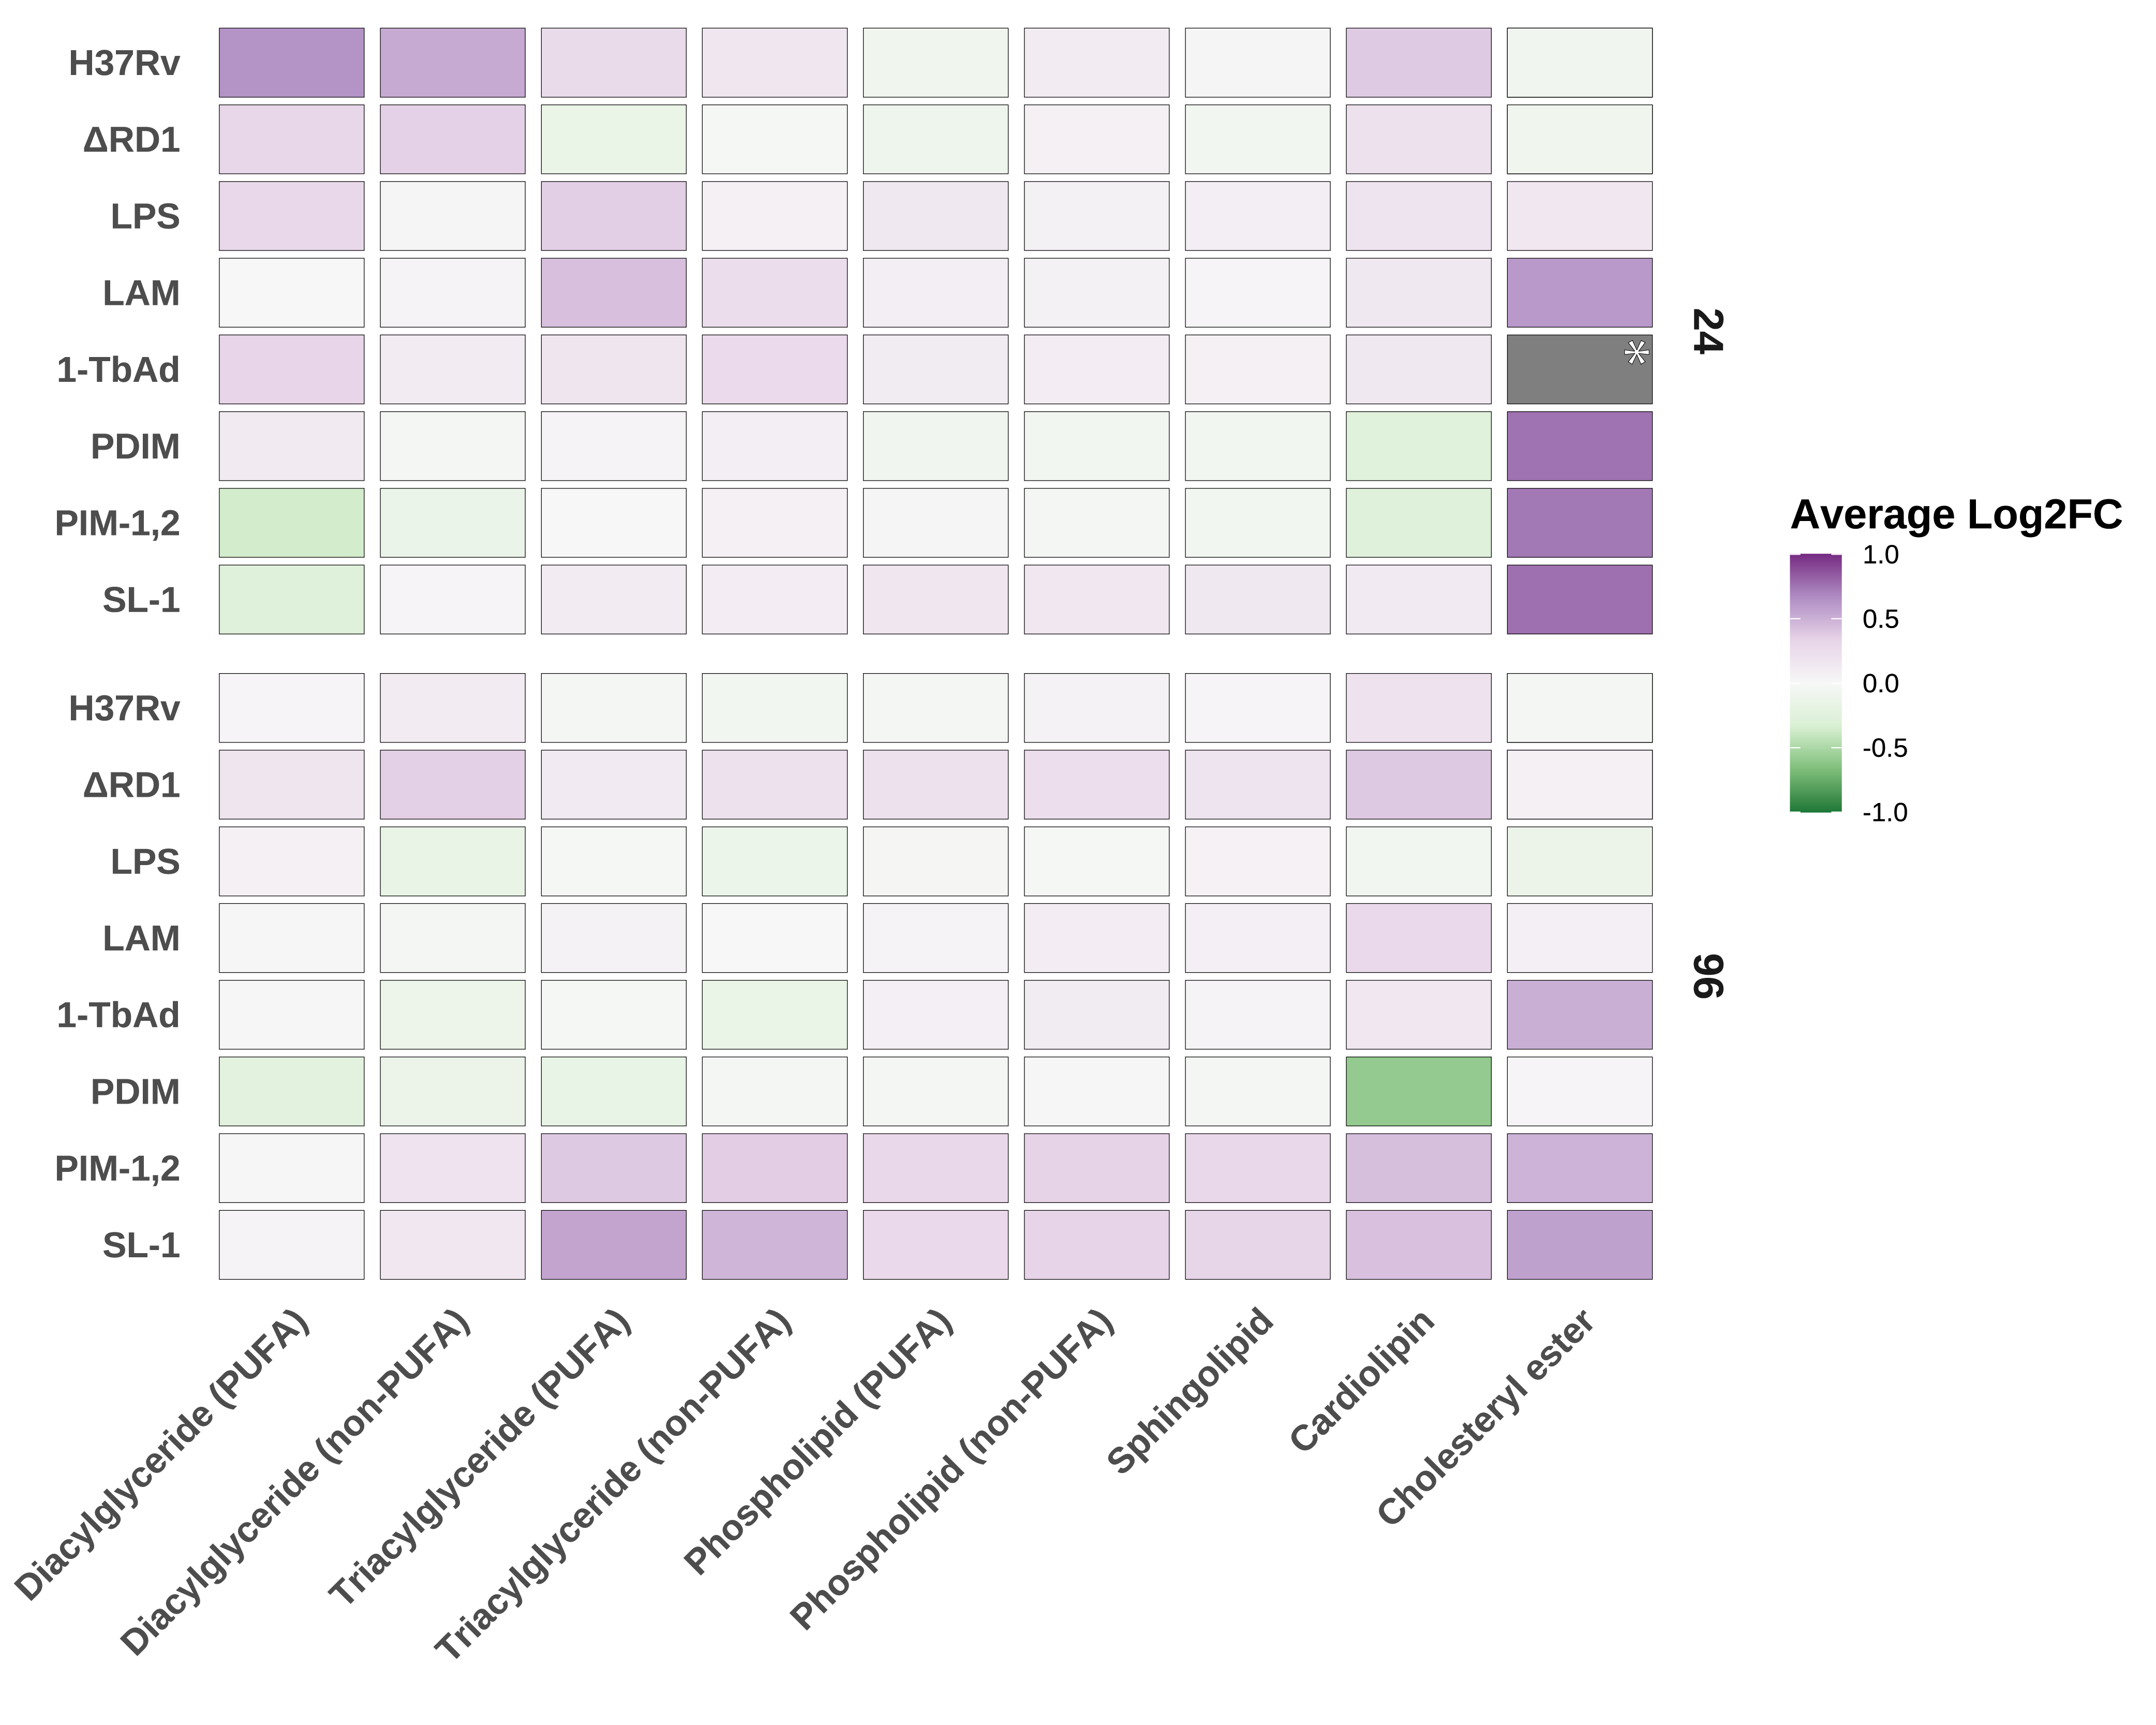 H37Rv
ΔRD1
LPS
LAM
1-TbAd
*
PDIM
PIM-1,2
SL-1
24
H37Rv
ΔRD1
LPS
LAM
1-TbAd
PDIM
PIM-1,2
SL-1
96
Diacylglyceride (PUFA)
Diacylglyceride (non-PUFA)
Triacylglyceride (PUFA)
Triacylglyceride (non-PUFA)
Phospholipid (PUFA)
Phospholipid (non-PUFA)
Sphingolipid
Cardiolipin
Cholesteryl ester
Average Log2FC
1.0
0.5
0.0
-0.5
-1.0